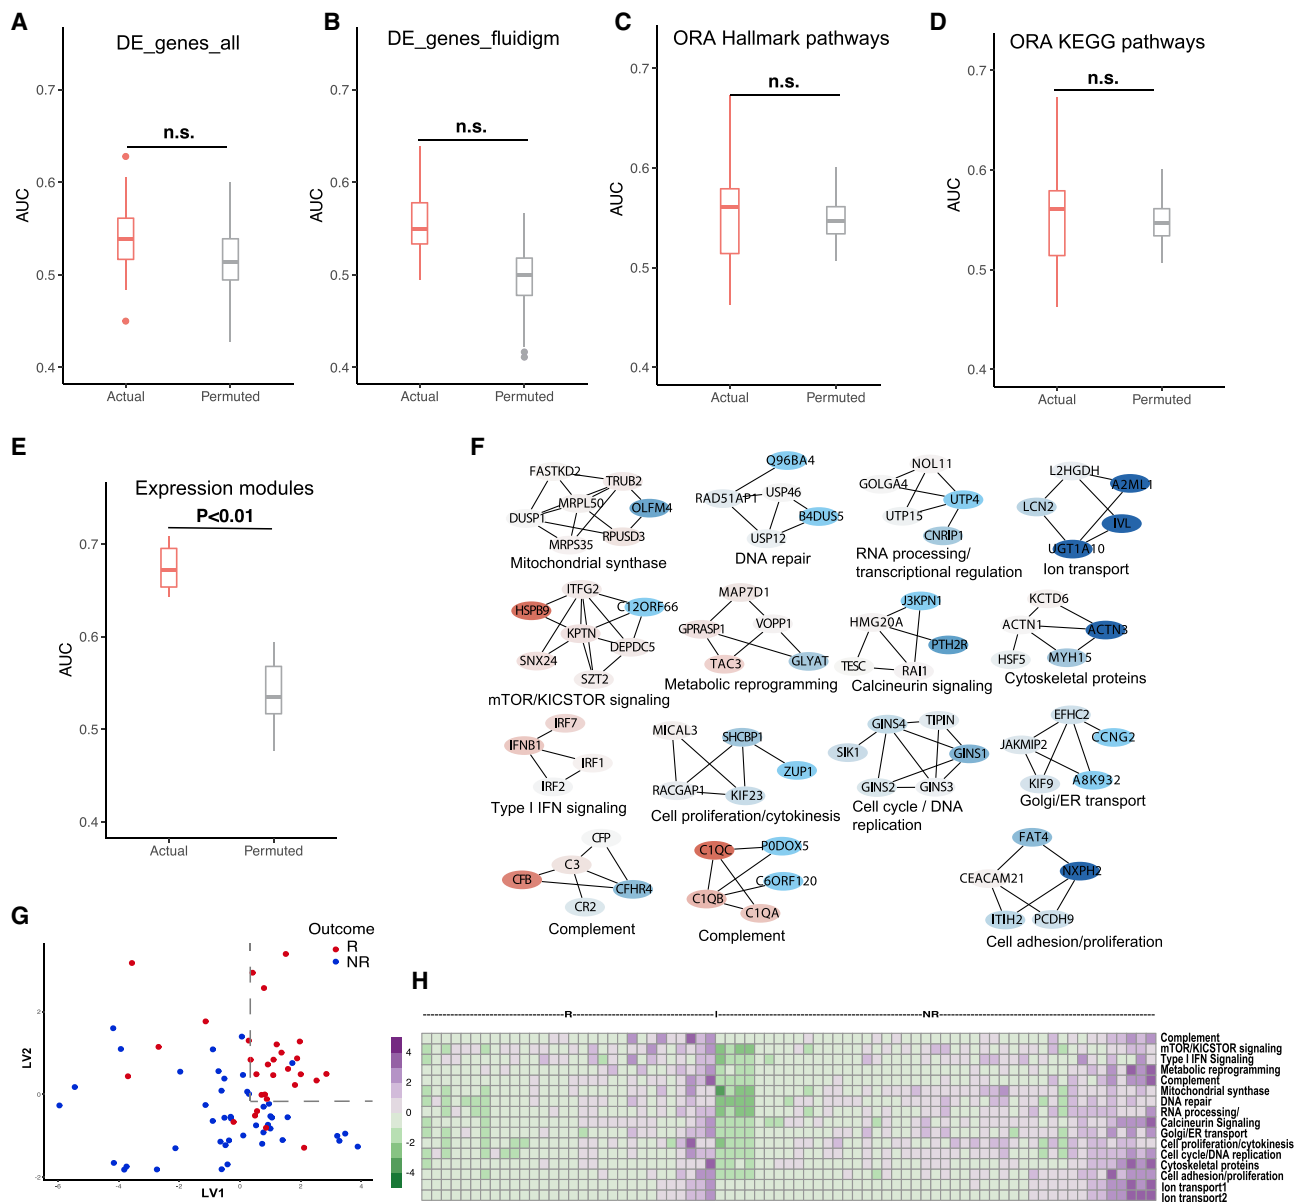 A
DE_genes_all
0.7
0.6
0.5
0.4
AUC
n.s.
Actual
Permuted
B
DE_genes_fluidigm
0.7
0.6
0.5
0.4
AUC
n.s.
Actual
Permuted
C
ORA Hallmark pathways
0.7
0.6
0.5
0.4
AUC
n.s.
Actual
Permuted
D
ORA KEGG pathways
0.7
0.6
0.5
0.4
AUC
n.s.
Actual
Permuted
E
Expression modules
P<0.01
0.7
0.6
0.5
0.4
AUC
Actual
Permuted
F
FASTKD2
TRUB2
MRPL50
OLFM4
DUSP1
RPUSD3
MRPS35
Mitochondrial synthase
Q96BA4
RAD51AP1
USP46
B4DUS5
USP12
DNA repair
NOL11
GOLGA4
UTP4
UTP15
CNRIP1
RNA processing/
transcriptional regulation
L2HGDH
A2ML1
LCN2
IVL
UGT1A10
Ion transport
ITFG2
HSPB9
C12ORF66
KPTN
DEPDC5
SNX24
SZT2
mTOR/KICSTOR signaling
MAP7D1
GPRASP1
VOPP1
TAC3
GLYAT
Metabolic reprogramming
J3KPN1
HMG20A
PTH2R
TESC
RAI1
Calcineurin signaling
KCTD6
ACTN1
ACTN3
HSF5
MYH15
Cytoskeletal proteins
IRF7
IFNB1
IRF1
IRF2
Type I IFN signaling
MICAL3
SHCBP1
ZUP1
RACGAP1
KIF23
Cell proliferation/cytokinesis
GINS4
TIPIN
SIK1
GINS1
GINS2
GINS3
Cell cycle / DNA
replication
EFHC2
CCNG2
JAKMIP2
KIF9
A8K932
Golgi/ER transport
CFP
C3
CFB
CFHR4
CR2
Complement
C1QC
P0DOX5
C6ORF120
C1QB
C1QA
Complement
FAT4
NXPH2
CEACAM21
ITIH2
PCDH9
Cell adhesion/proliferation
G
Outcome
R
NR
2
0
-2
LV2
-6
-4
-2
0
2
4
LV1
H
R
I
NR
4
2
0
-2
-4
Complement
mTOR/KICSTOR signaling
Type I IFN Signaling
Metabolic reprogramming
Complement
Mitochondrial synthase
DNA repair
RNA processing/
Calcineurin Signaling
Golgi/ER transport
Cell proliferation/cytokinesis
Cell cycle/DNA replication
Cytoskeletal proteins
Cell adhesion/proliferation
Ion transport1
Ion transport2